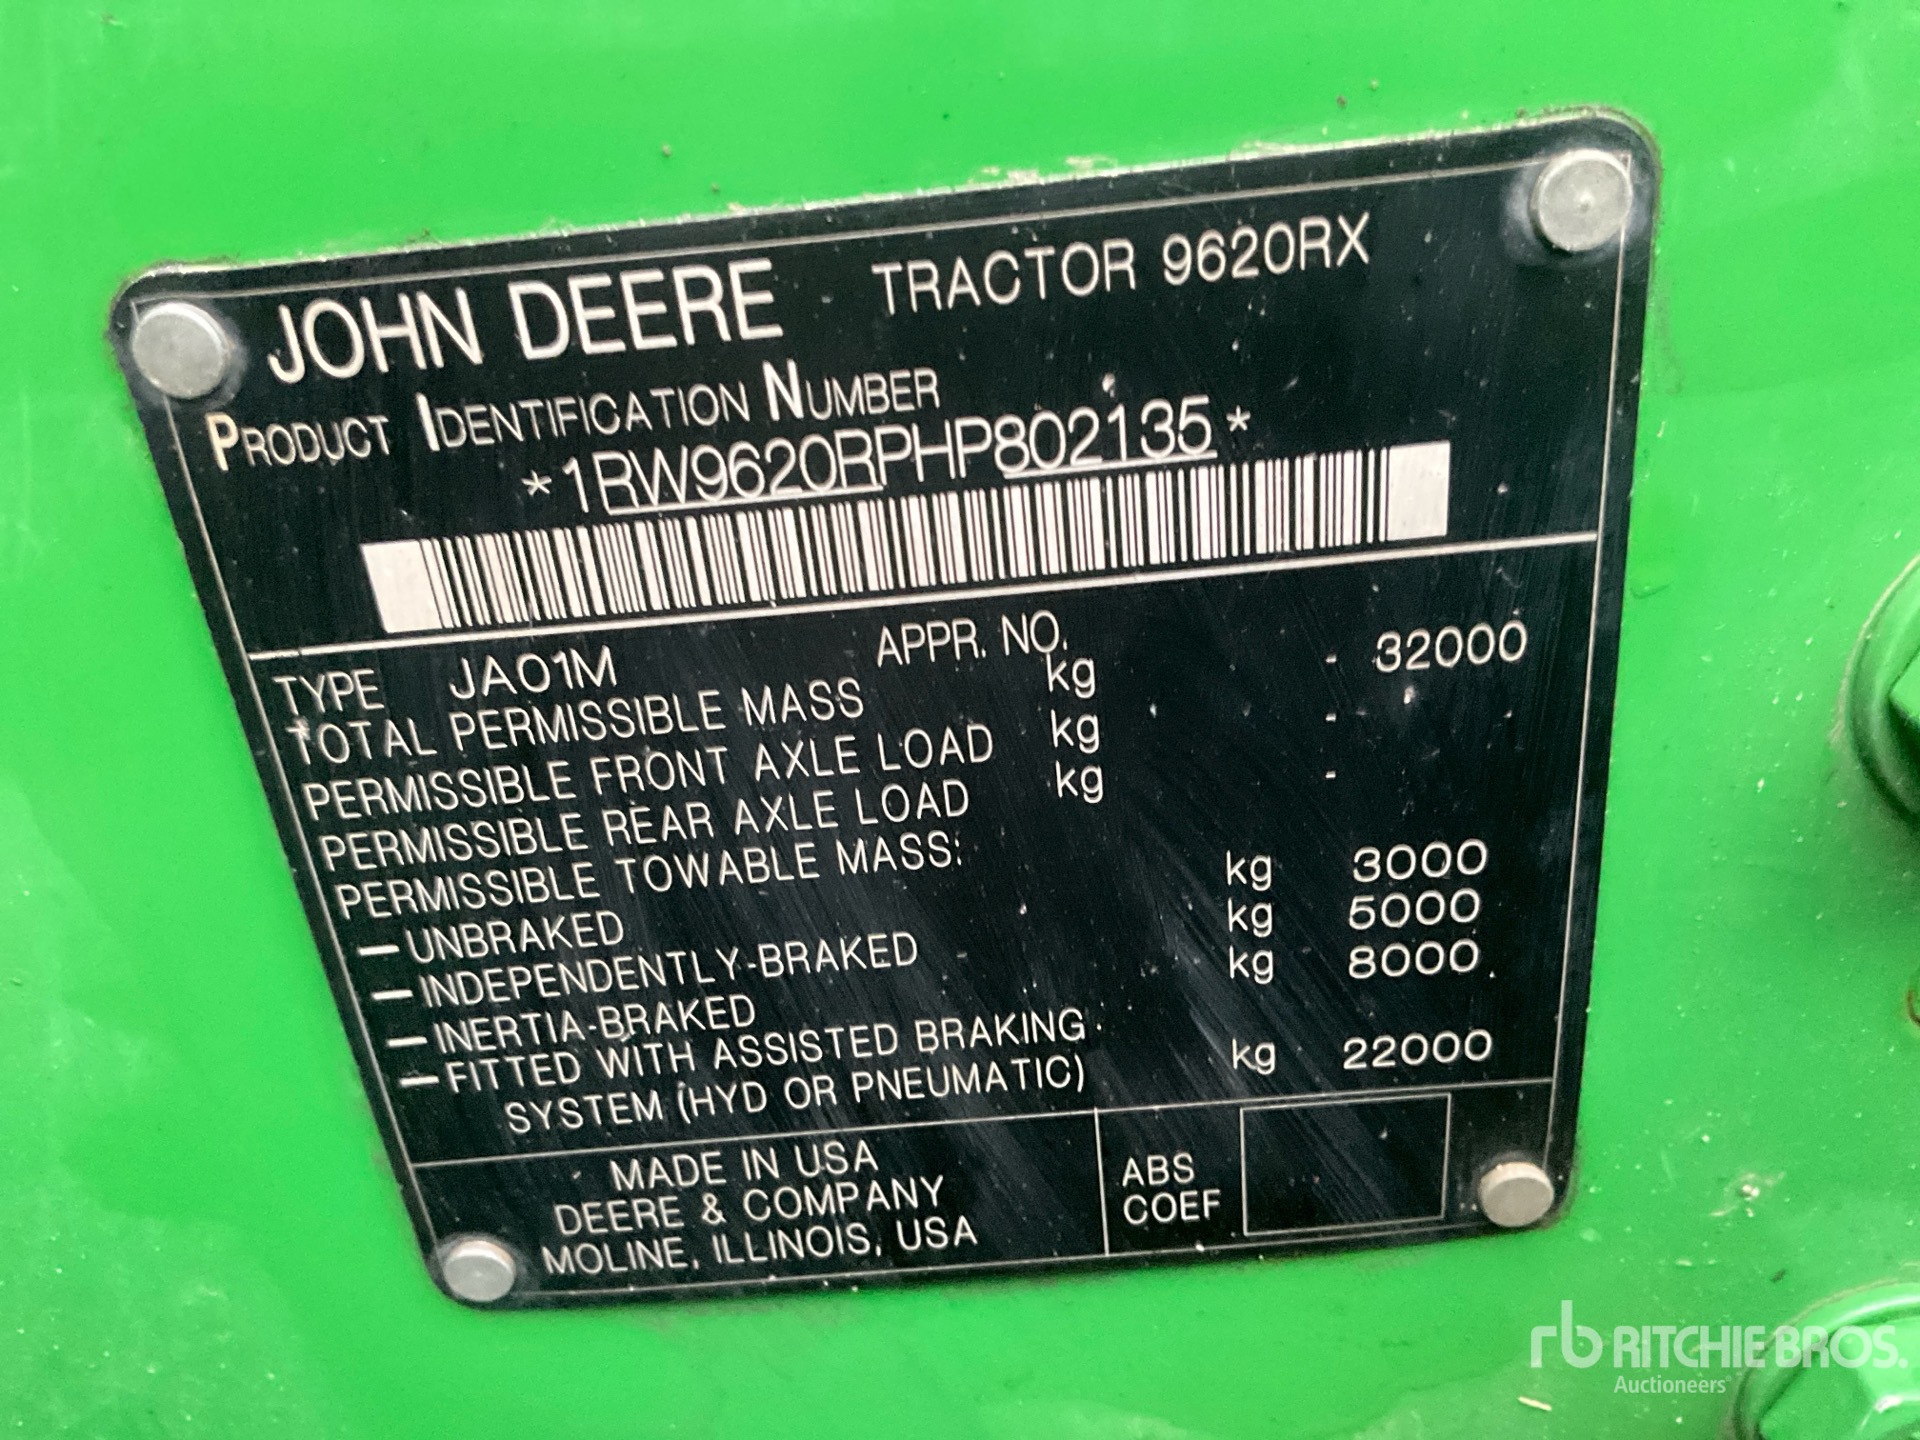 JOHN DEERE TRACTOR 9620RX
PRODUCT IDENTIFICATION NUMBER
*1RW9620RPHP802135*
TYPE JA01M APPR. NO.
TOTAL PERMISSIBLE MASS kg - 32000
PERMISSIBLE FRONT AXLE LOAD kg -
PERMISSIBLE REAR AXLE LOAD kg -
PERMISSIBLE TOWABLE MASS:
— UNBRAKED kg 3000
— INDEPENDENTLY-BRAKED kg 5000
— INERTIA-BRAKED kg 8000
— FITTED WITH ASSISTED BRAKING
SYSTEM (HYD OR PNEUMATIC) kg 22000
MADE IN USA
DEERE & COMPANY
MOLINE, ILLINOIS, USA
ABS
COEF
rb RITCHIE BROS.
Auctioneers